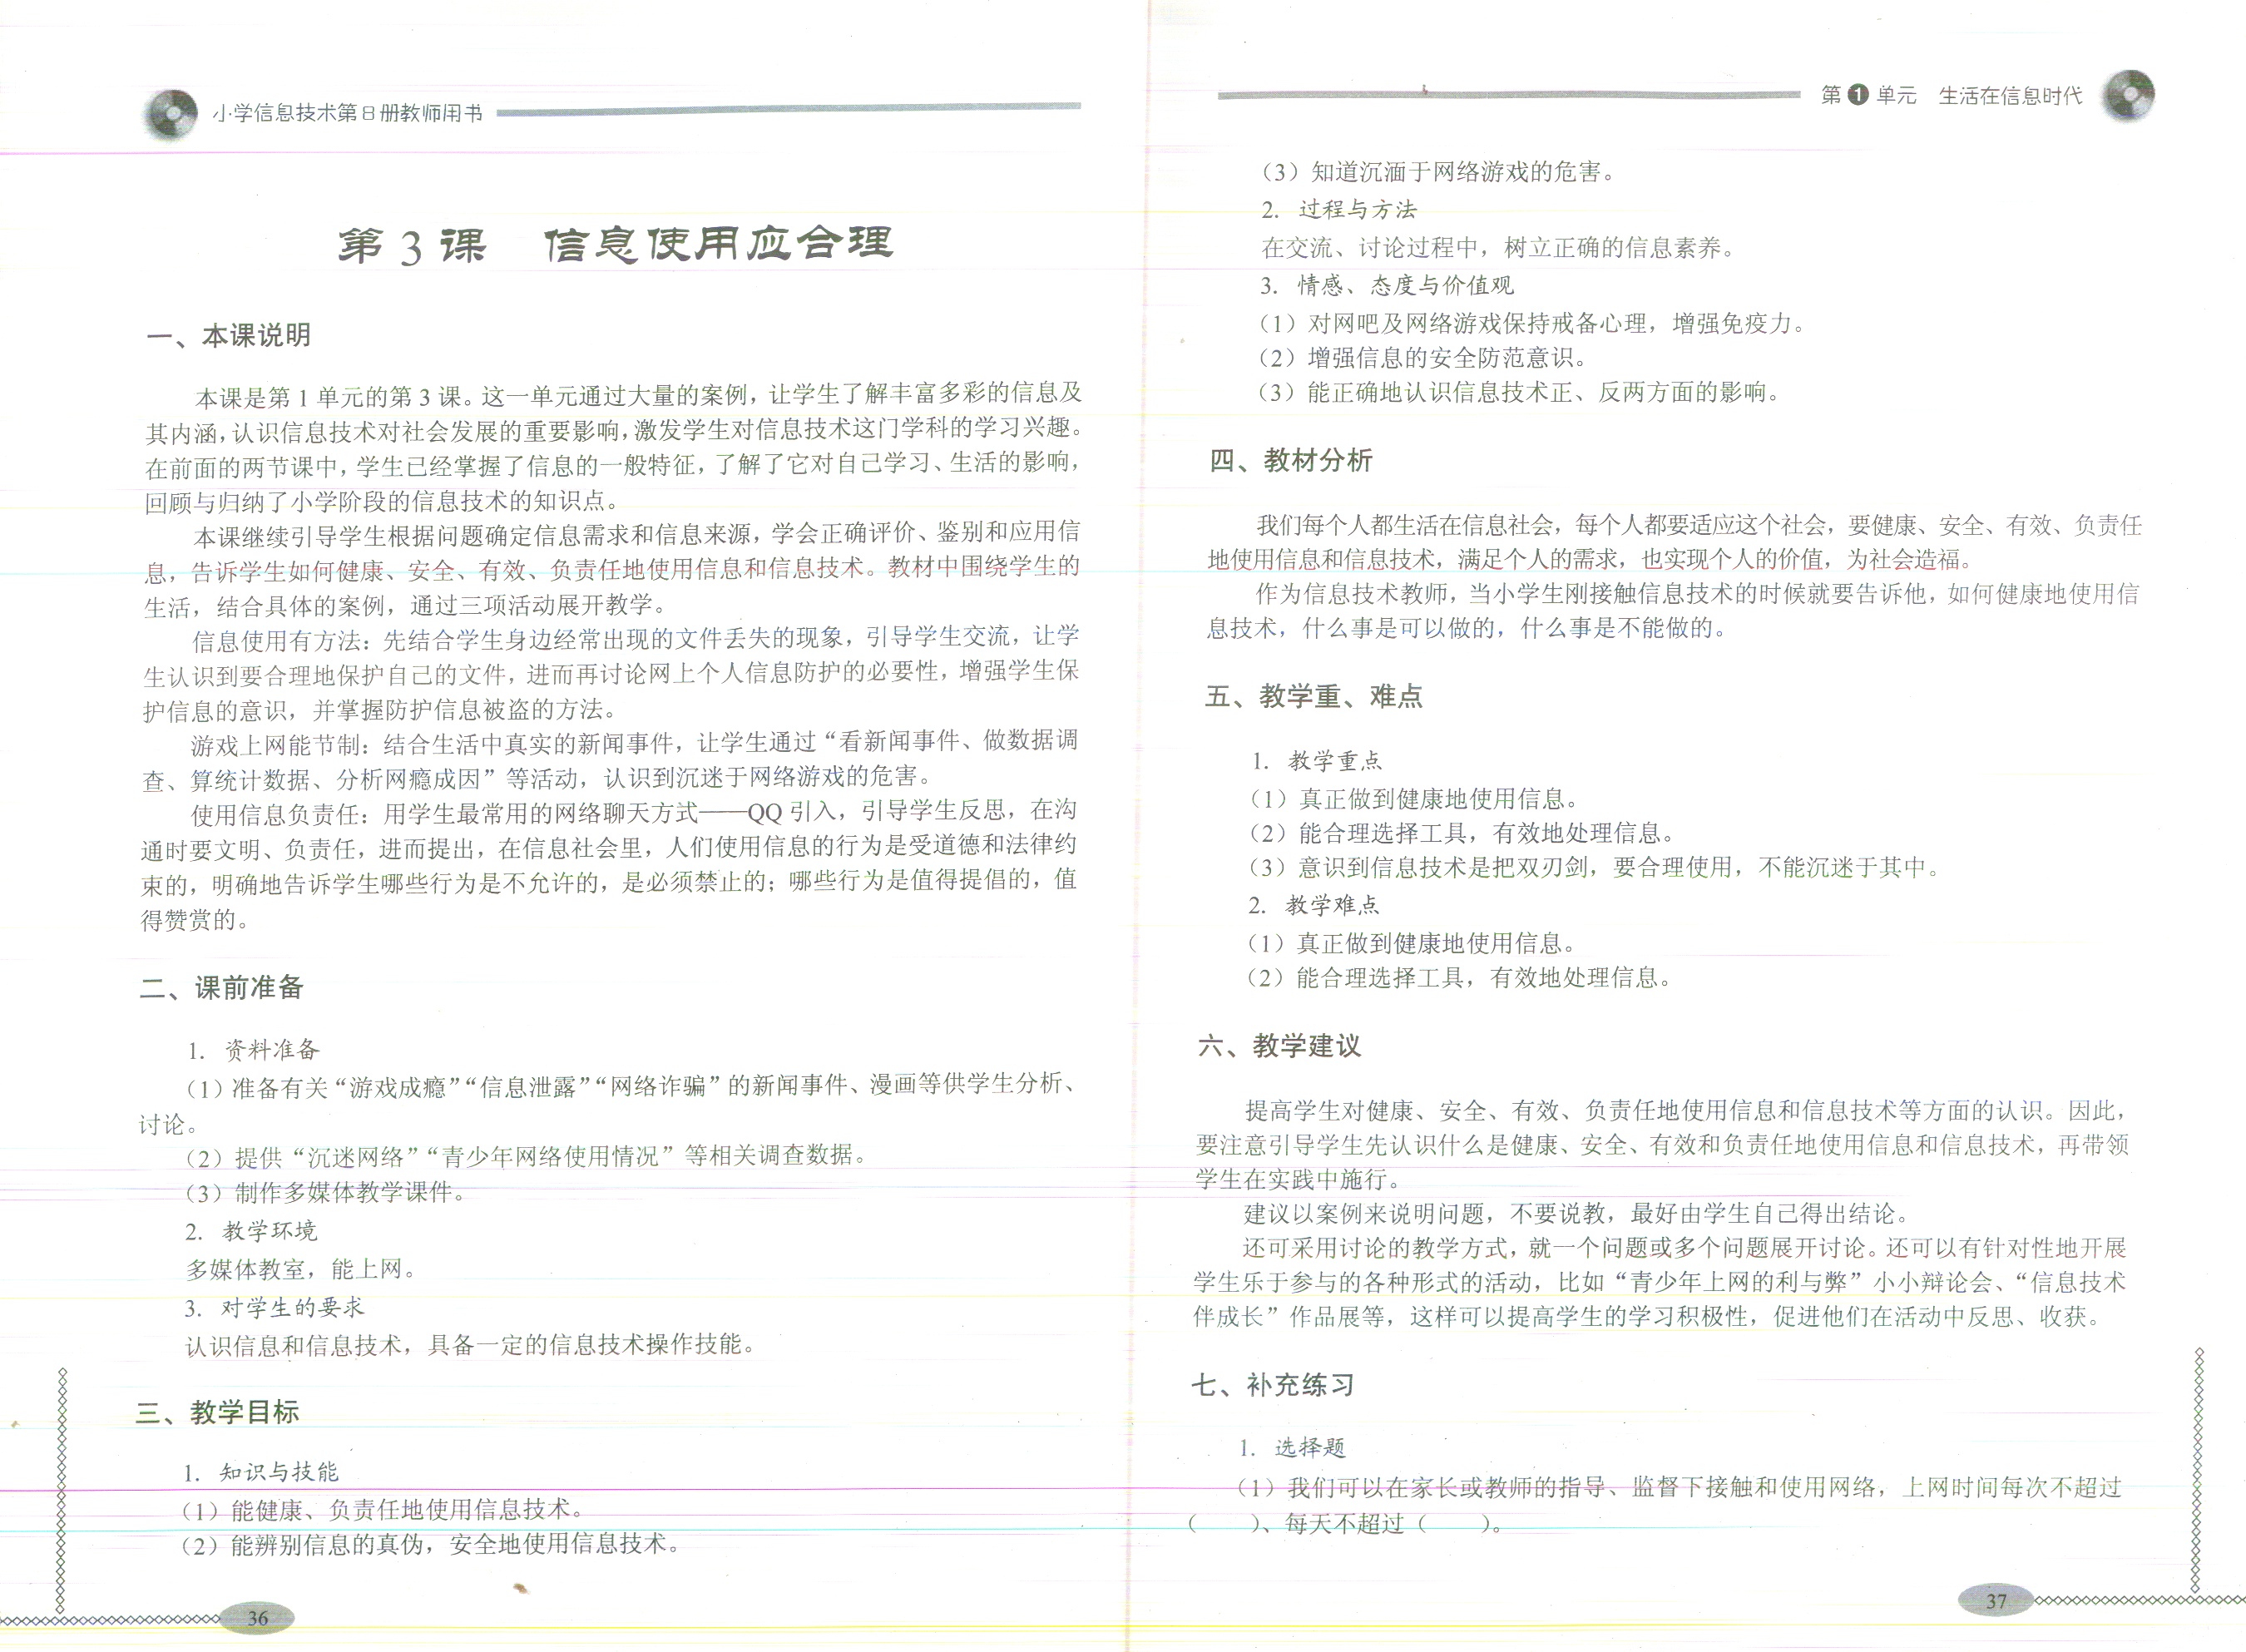 小学信息技术第8册教师用书
第3课 信息使用应合理
一、本课说明
本课是第1单元的第3课。这一单元通过大量的案例，让学生了解丰富多彩的信息及
其内涵，认识信息技术对社会发展的重要影响，激发学生对信息技术这门学科的学习兴趣。
在前面的两节课中，学生已经掌握了信息的一般特征，了解了它对自己学习、生活的影响，
回顾与归纳了小学阶段的信息技术的知识点。
本课继续引导学生根据问题确定信息需求和信息来源，学会正确评价、鉴别和应用信
息，告诉学生如何健康、安全、有效、负责任地使用信息和信息技术。教材中围绕学生的
生活，结合具体的案例，通过三项活动展开教学。
信息使用有方法：先结合学生身边经常出现的文件丢失的现象，引导学生交流，让学
生认识到要合理地保护自己的文件，进而再讨论网上个人信息防护的必要性，增强学生保
护信息的意识，并掌握防护信息被盗的方法。
游戏上网能节制：结合生活中真实的新闻事件，让学生通过“看新闻事件、做数据调
查、算统计数据、分析网瘾成因”等活动，认识到沉迷于网络游戏的危害。
使用信息负责任：用学生最常用的网络聊天方式——QQ引入，引导学生反思，在沟
通时要文明、负责任，进而提出，在信息社会里，人们使用信息的行为是受道德和法律约
束的，明确地告诉学生哪些行为是不允许的，是必须禁止的；哪些行为是值得提倡的，值
得赞赏的。
二、课前准备
1. 资料准备
（1）准备有关“游戏成瘾”“信息泄露”“网络诈骗”的新闻事件、漫画等供学生分析、
讨论。
（2）提供“沉迷网络”“青少年网络使用情况”等相关调查数据。
（3）制作多媒体教学课件。
2. 教学环境
多媒体教室，能上网。
3. 对学生的要求
认识信息和信息技术，具备一定的信息技术操作技能。
三、教学目标
1. 知识与技能
（1）能健康、负责任地使用信息技术。
（2）能辨别信息的真伪，安全地使用信息技术。
36
第1单元 生活在信息时代
（3）知道沉湎于网络游戏的危害。
2. 过程与方法
在交流、讨论过程中，树立正确的信息素养。
3. 情感、态度与价值观
（1）对网吧及网络游戏保持戒备心理，增强免疫力。
（2）增强信息的安全防范意识。
（3）能正确地认识信息技术正、反两方面的影响。
四、教材分析
我们每个人都生活在信息社会，每个人都要适应这个社会，要健康、安全、有效、负责任
地使用信息和信息技术，满足个人的需求，也实现个人的价值，为社会造福。
作为信息技术教师，当小学生刚接触信息技术的时候就要告诉他，如何健康地使用信
息技术，什么事是可以做的，什么事是不能做的。
五、教学重、难点
1. 教学重点
（1）真正做到健康地使用信息。
（2）能合理选择工具，有效地处理信息。
（3）意识到信息技术是把双刃剑，要合理使用，不能沉迷于其中。
2. 教学难点
（1）真正做到健康地使用信息。
（2）能合理选择工具，有效地处理信息。
六、教学建议
提高学生对健康、安全、有效、负责任地使用信息和信息技术等方面的认识。因此，
要注意引导学生先认识什么是健康、安全、有效和负责任地使用信息和信息技术，再带领
学生在实践中施行。
建议以案例来说明问题，不要说教，最好由学生自己得出结论。
还可采用讨论的教学方式，就一个问题或多个问题展开讨论。还可以有针对性地开展
学生乐于参与的各种形式的活动，比如“青少年上网的利与弊”小小辩论会、“信息技术
伴成长”作品展等，这样可以提高学生的学习积极性，促进他们在活动中反思、收获。
七、补充练习
1. 选择题
（1）我们可以在家长或教师的指导、监督下接触和使用网络，上网时间每次不超过
（　　）、每天不超过（　　）。
37